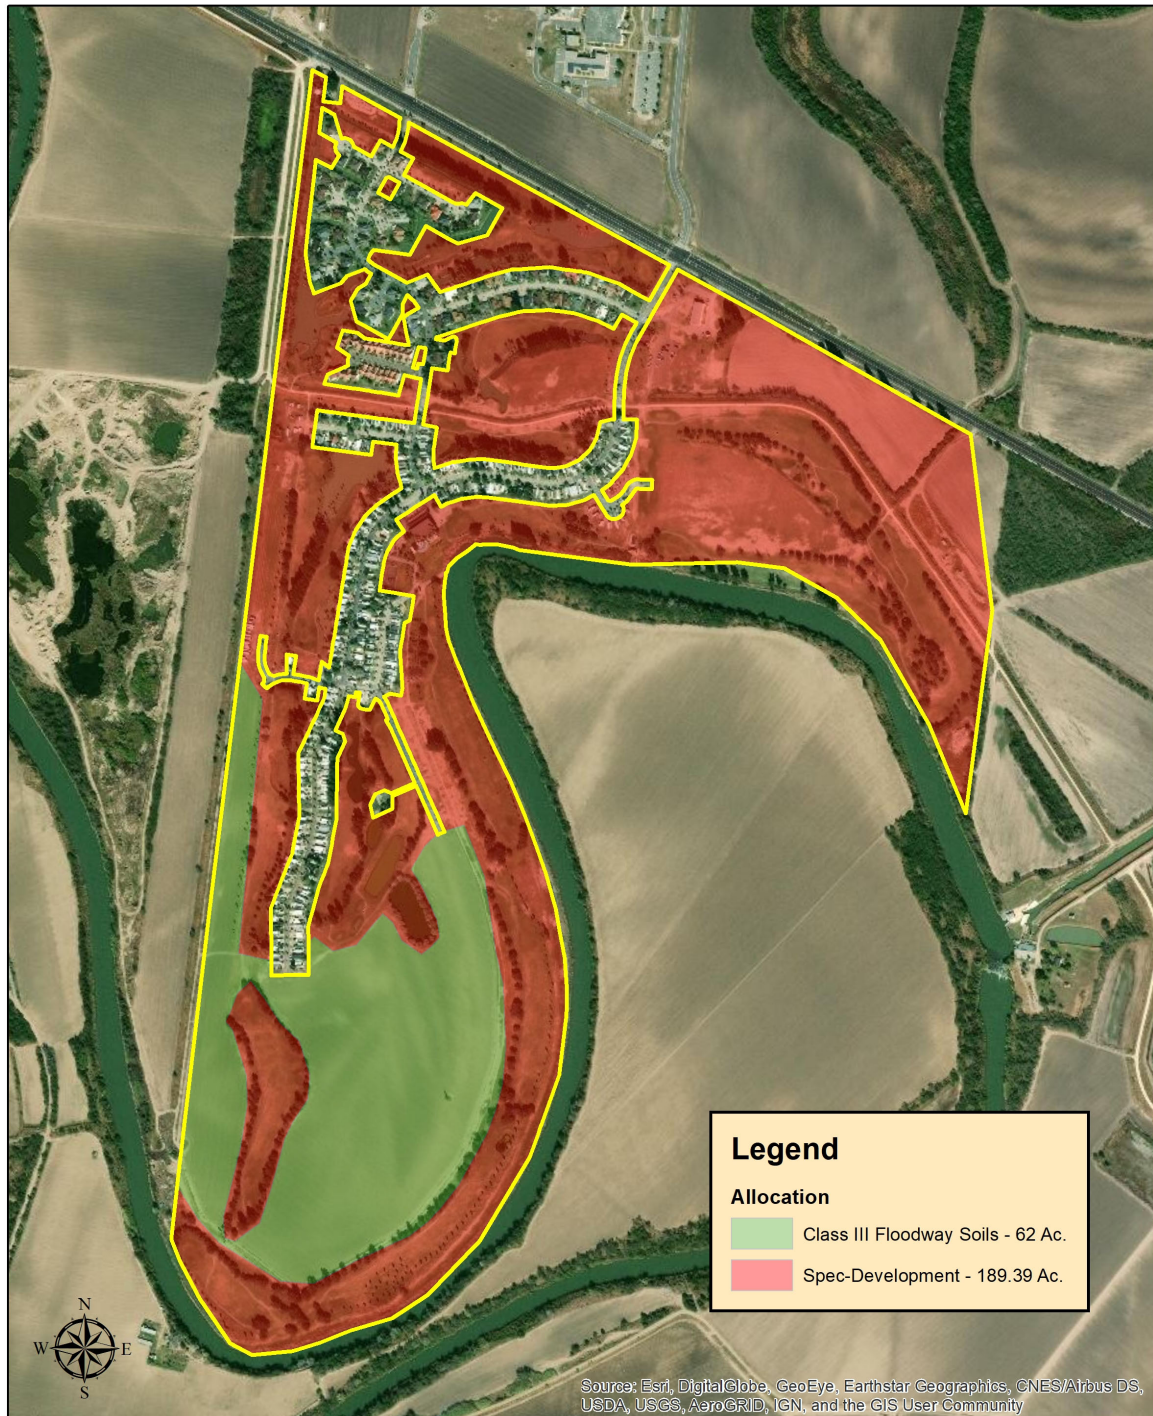 Legend
Allocation
Class III Floodway Soils - 62 Ac.
Spec-Development - 189.39 Ac.
N
W E
S
Source: Esri, DigitalGlobe, GeoEye, Earthstar Geographics, CNES/Airbus DS,
USDA, USGS, AeroGRID, IGN, and the GIS User Community